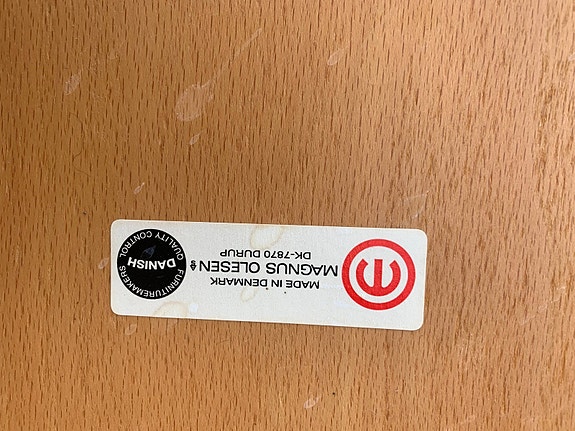 MADE IN DENMARK
MAGNUS OLESEN
DK-7870 DURUP
DANISH
FURNITUREMAKERS
QUALITY CONTROL